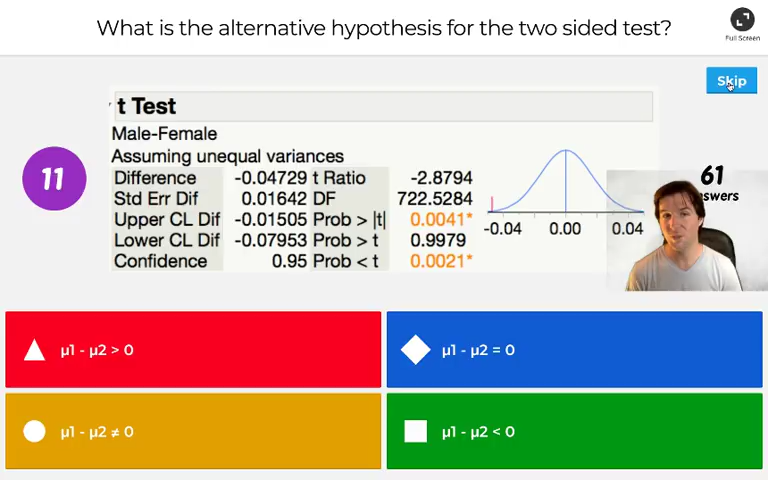 What is the alternative hypothesis for the two sided test?
Full Screen
Skip
t Test
Male-Female
Assuming unequal variances
Difference -0.04729 t Ratio -2.8794
Std Err Dif 0.01642 DF 722.5284
Upper CL Dif -0.01505 Prob > |t| 0.0041*
Lower CL Dif -0.07953 Prob > t 0.9979
Confidence 0.95 Prob < t 0.0021*
-0.04 0.00 0.04
11
61
μ1 - μ2 > 0
μ1 - μ2 = 0
μ1 - μ2 ≠ 0
μ1 - μ2 < 0